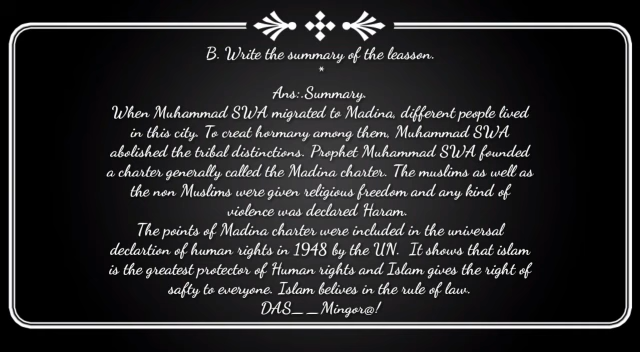 B. Write the summary of the leasson.
*
Ans:.Summary.
When Muhammad SWA migrated to Madina, different people lived
in this city. To creat hormany among them, Muhammad SWA
abolished the tribal distinctions. Prophet Muhammad SWA founded
a charter generally called the Madina charter. The muslims as well as
the non Muslims were given religious freedom and any kind of
violence was declared Haram.
The points of Madina charter were included in the universal
declartion of human rights in 1948 by the UN. It shows that islam
is the greatest protector of Human rights and Islam gives the right of
safty to everyone. Islam belives in the rule of law.
DAS__Mingor@!